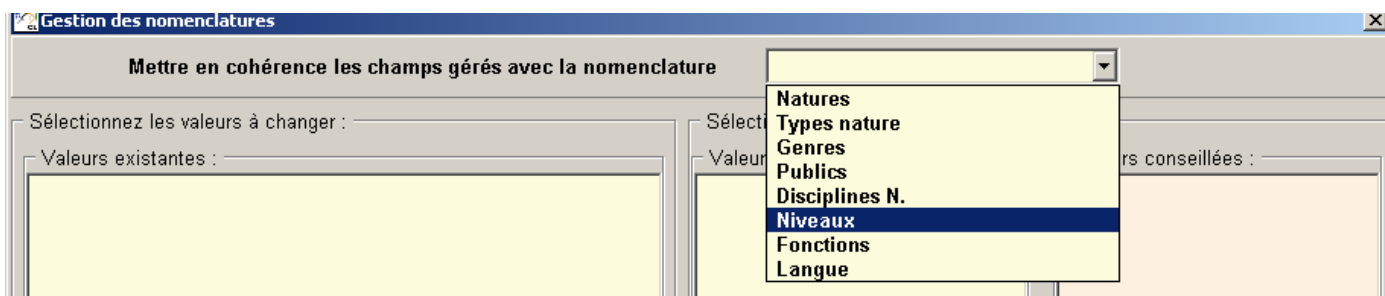 Gestion des nomenclatures
Mettre en cohérence les champs gérés avec la nomenclature
Natures
Types nature
Genres
Publics
Disciplines N.
Niveaux
Fonctions
Langue
Sélectionnez les valeurs à changer :
Valeurs existantes :
Sélecti
Valeur
rs conseillées :